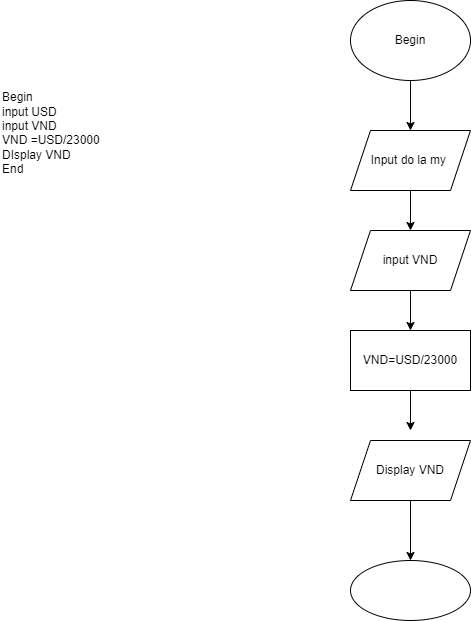 Begin
input USD
input VND
VND =USD/23000
DIsplay VND
End
Begin
Input do la my
input VND
VND=USD/23000
Display VND